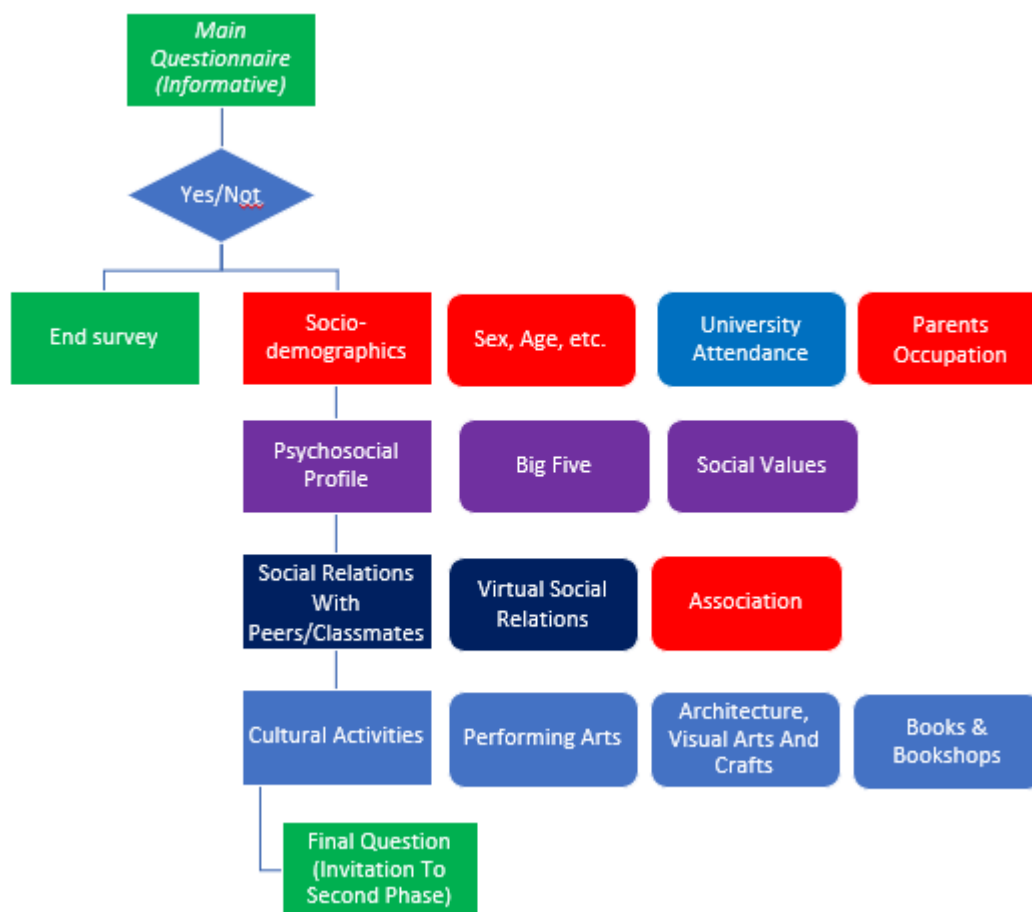 Main
Questionnaire
(Informative)
Yes/Not
End survey
Socio-
demographics
Sex, Age, etc.
University
Attendance
Parents
Occupation
Psychosocial
Profile
Big Five
Social Values
Social Relations
With
Peers/Classmates
Virtual Social
Relations
Association
Cultural Activities
Performing Arts
Architecture,
Visual Arts And
Crafts
Books &
Bookshops
Final Question
(Invitation To
Second Phase)